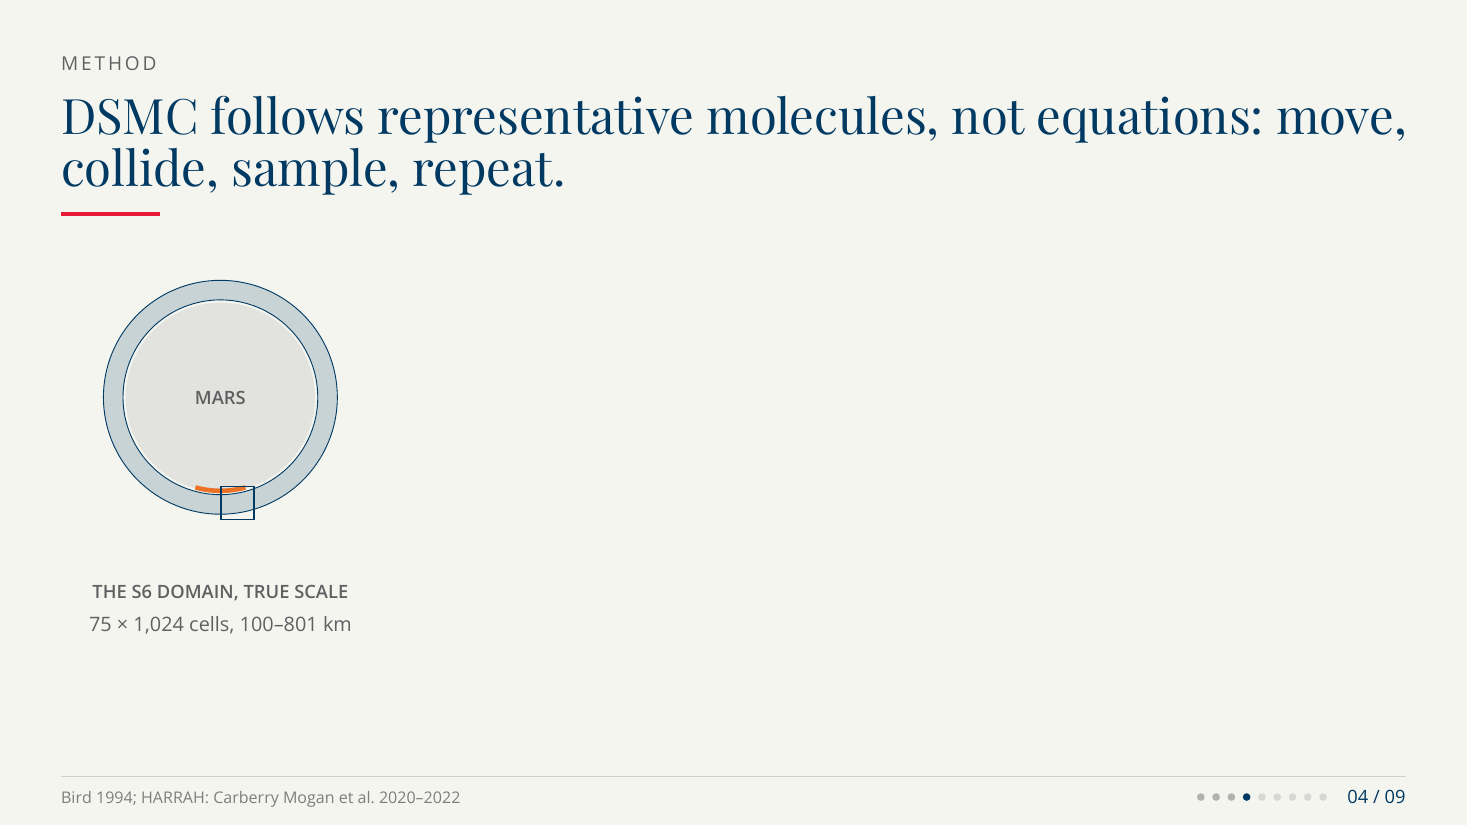 METHOD
DSMC follows representative molecules, not equations: move,
collide, sample, repeat.
MARS
THE S6 DOMAIN, TRUE SCALE
75 × 1,024 cells, 100–801 km
Bird 1994; HARRAH: Carberry Mogan et al. 2020–2022
04 / 09